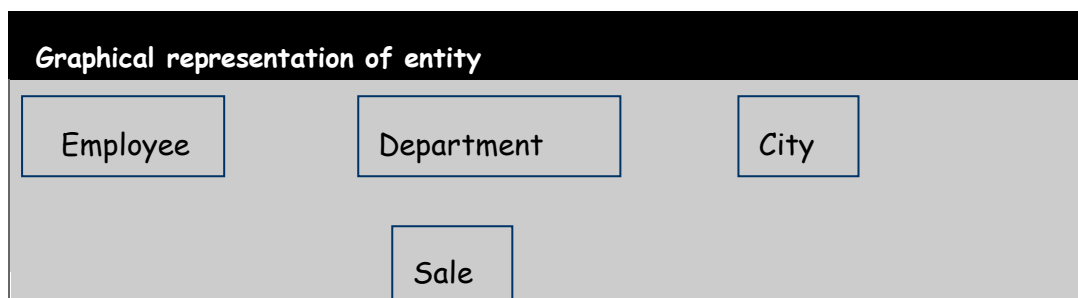 Graphical representation of entity
Employee
Department
City
Sale